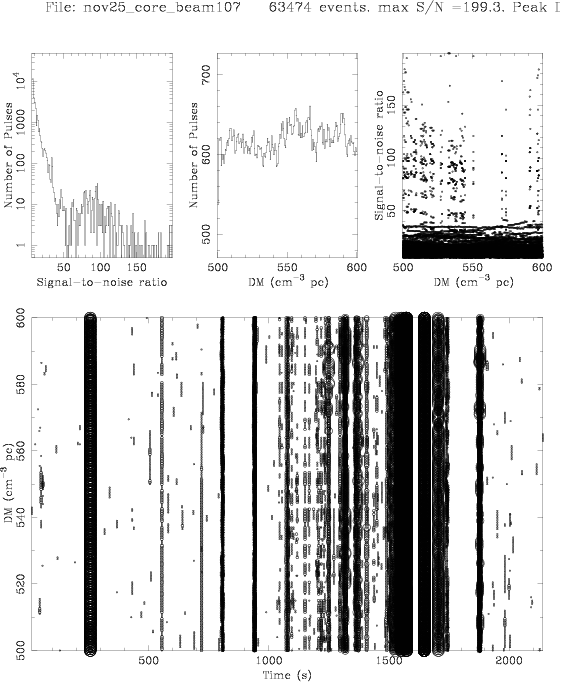 File: nov25_core_beam107 63474 events. max S/N =199.3. Peak
Number of Pulses
1 10 100 1000 10^4
50 100 150
Signal-to-noise ratio
Number of Pulses
500 600 700
500 550 600
DM (cm^-3 pc)
Signal-to-noise ratio
50 100 150
500 550 600
DM (cm^-3 pc)
DM (cm^-3 pc)
500 520 540 560 580 600
500 1000 1500 2000
Time (s)